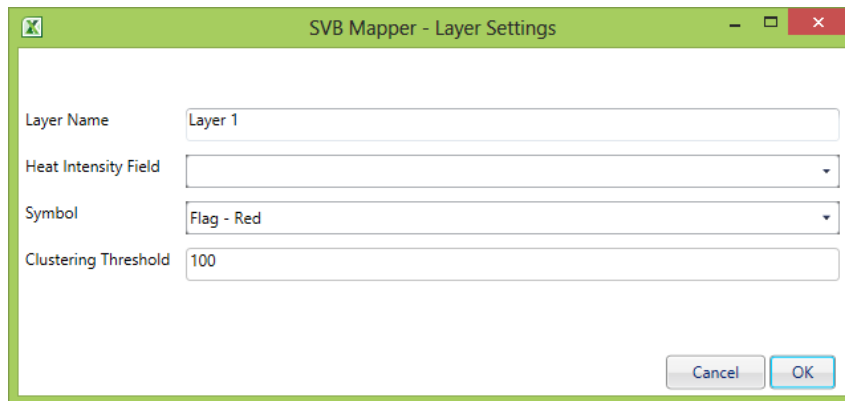 SVB Mapper - Layer Settings
Layer Name Layer 1
Heat Intensity Field
Symbol Flag - Red
Clustering Threshold 100
Cancel OK